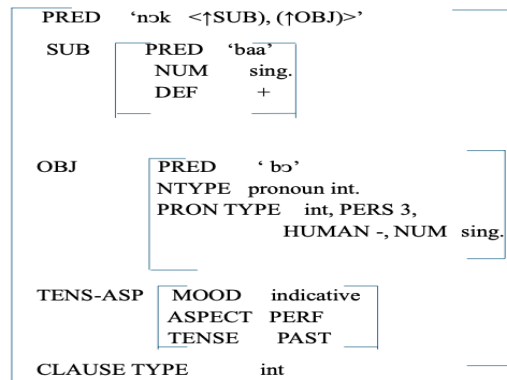 PRED ‘nɔk <↑SUB), (↑OBJ)>’
SUB PRED ‘baa’
NUM sing.
DEF +
OBJ PRED ‘ bɔ’
NTYPE pronoun int.
PRON TYPE int, PERS 3,
HUMAN -, NUM sing.
TENS-ASP MOOD indicative
ASPECT PERF
TENSE PAST
CLAUSE TYPE int